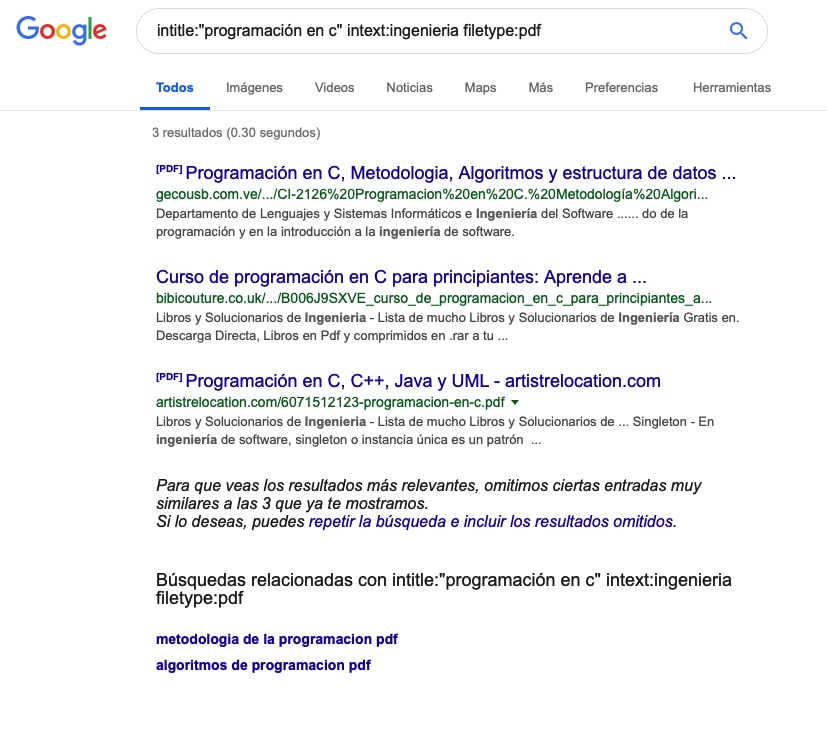 Google
intitle:"programación en c" intext:ingenieria filetype:pdf
Todos Imágenes Videos Noticias Maps Más Preferencias Herramientas
3 resultados (0.30 segundos)
[PDF] Programación en C, Metodologia, Algoritmos y estructura de datos ...
gecousb.com.ve/.../CI-2126%20Programacion%20en%20C.%20Metodología%20Algori...
Departamento de Lenguajes y Sistemas Informáticos e Ingeniería del Software ...... do de la
programación y en la introducción a la ingeniería de software.
Curso de programación en C para principiantes: Aprende a ...
bibicouture.co.uk/.../B006J9SXVE_curso_de_programacion_en_c_para_principiantes_a...
Libros y Solucionarios de Ingenieria - Lista de mucho Libros y Solucionarios de Ingeniería Gratis en.
Descarga Directa, Libros en Pdf y comprimidos en .rar a tu ...
[PDF] Programación en C, C++, Java y UML - artistrelocation.com
artistrelocation.com/6071512123-programacion-en-c.pdf
Libros y Solucionarios de Ingenieria - Lista de mucho Libros y Solucionarios de ... Singleton - En
ingeniería de software, singleton o instancia única es un patrón ...
Para que veas los resultados más relevantes, omitimos ciertas entradas muy
similares a las 3 que ya te mostramos.
Si lo deseas, puedes repetir la búsqueda e incluir los resultados omitidos.
Búsquedas relacionadas con intitle:"programación en c" intext:ingenieria
filetype:pdf
metodologia de la programacion pdf
algoritmos de programacion pdf